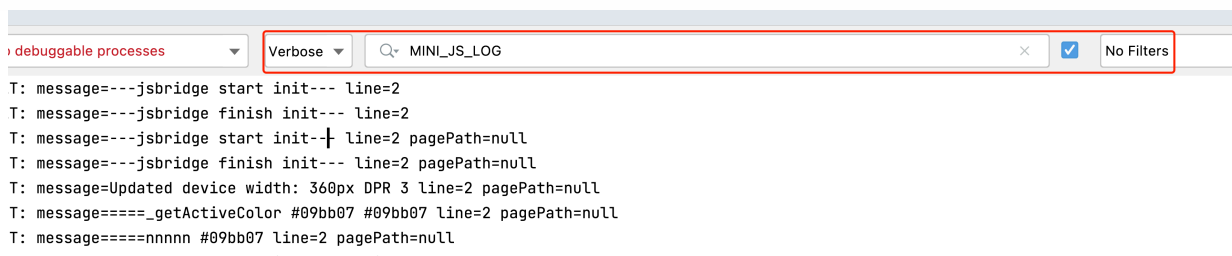 debuggable processes Verbose MINI_JS_LOG No Filters
T: message=---jsbridge start init--- line=2
T: message=---jsbridge finish init--- line=2
T: message=---jsbridge start init--- line=2 pagePath=null
T: message=---jsbridge finish init--- line=2 pagePath=null
T: message=Updated device width: 360px DPR 3 line=2 pagePath=null
T: message=====_getActiveColor #09bb07 #09bb07 line=2 pagePath=null
T: message=====nnnnn #09bb07 line=2 pagePath=null